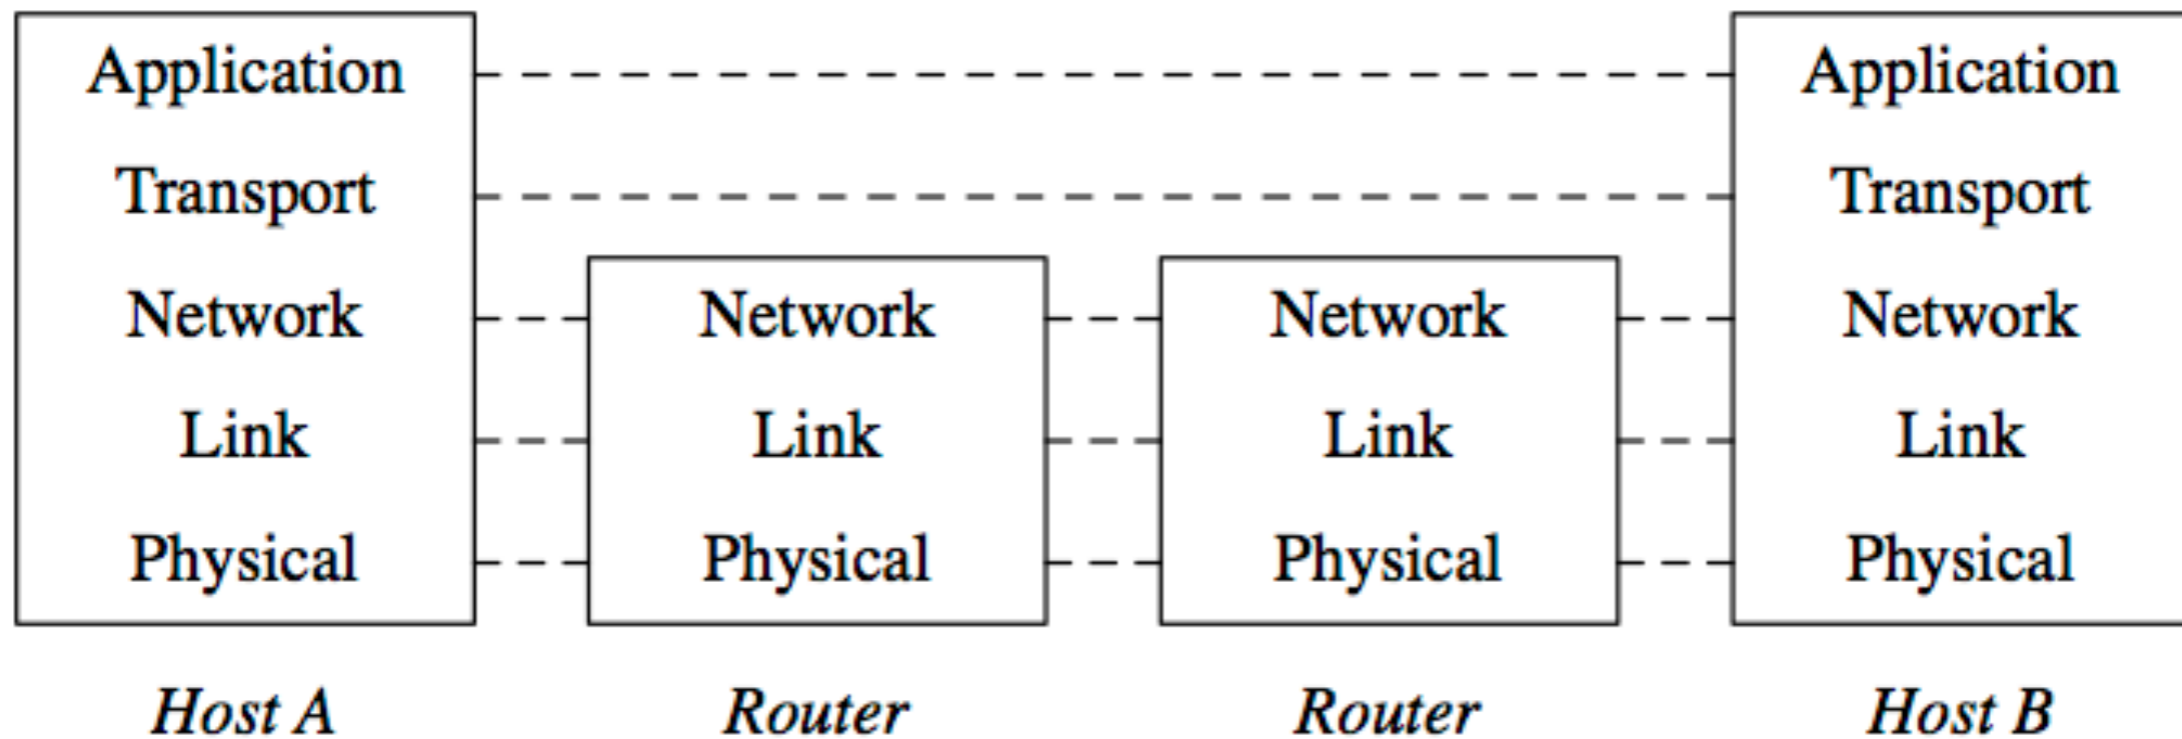 Application Application
Transport Transport
Network Network Network Network
Link Link Link Link
Physical Physical Physical Physical
Host A Router Router Host B